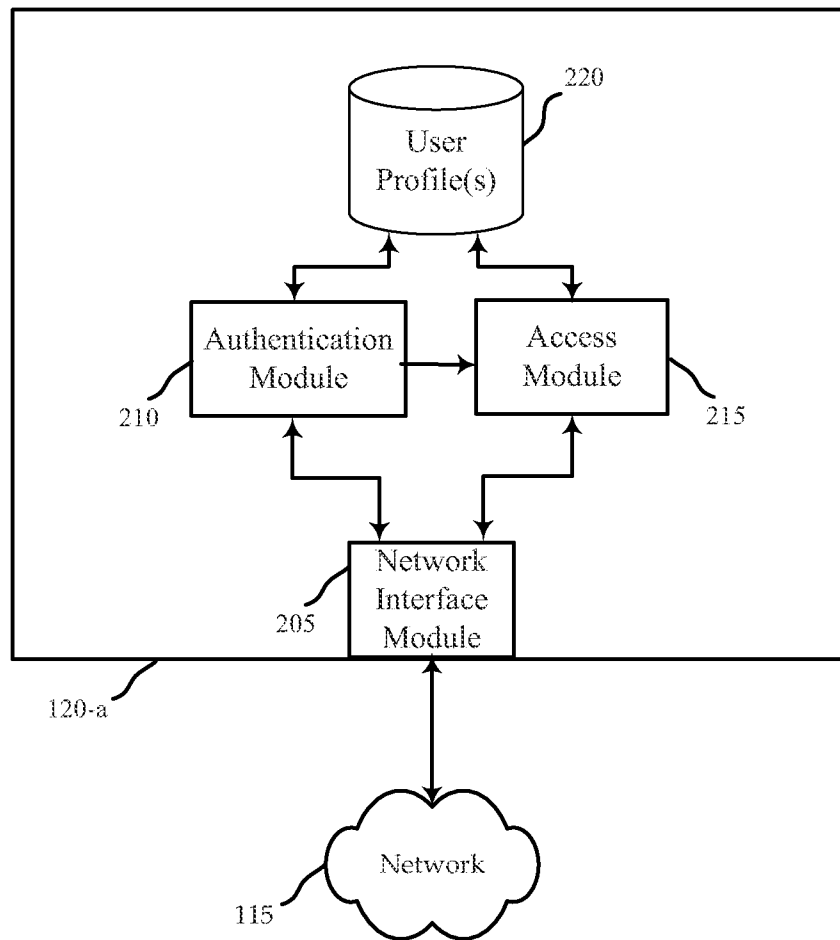 220
User
Profile(s)
Authentication
Module
Access
Module
210
215
Network
Interface
Module
205
120-a
Network
115